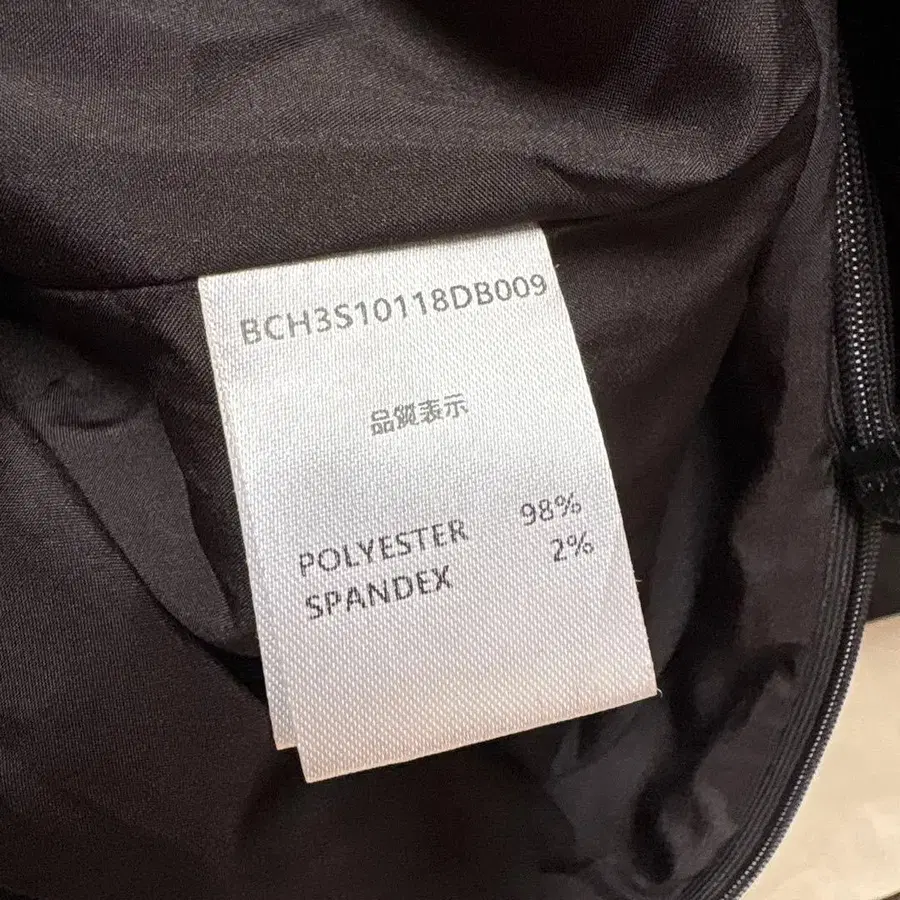 BCH3S10118DB009
品質表示
POLYESTER 98%
SPANDEX 2%